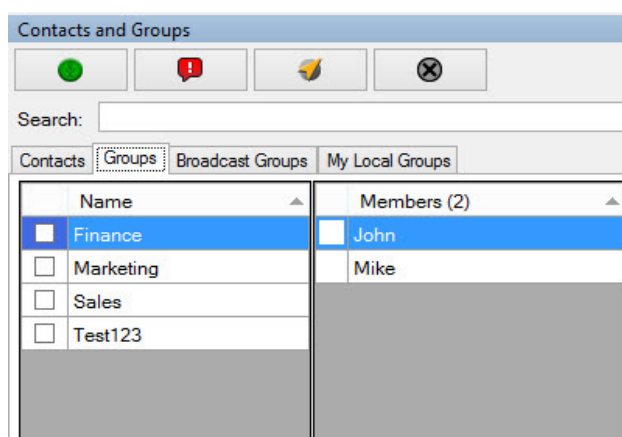 Contacts and Groups
Search:
Contacts Groups Broadcast Groups My Local Groups
Name Members (2)
Finance John
Marketing Mike
Sales
Test123